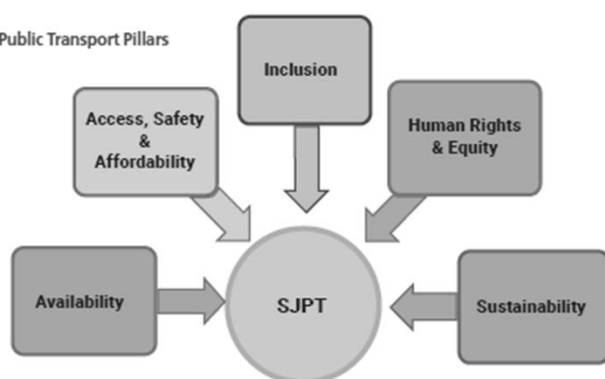 Public Transport Pillars
Inclusion
Access, Safety
&
Affordability
Human Rights
& Equity
Availability
SJPT
Sustainability